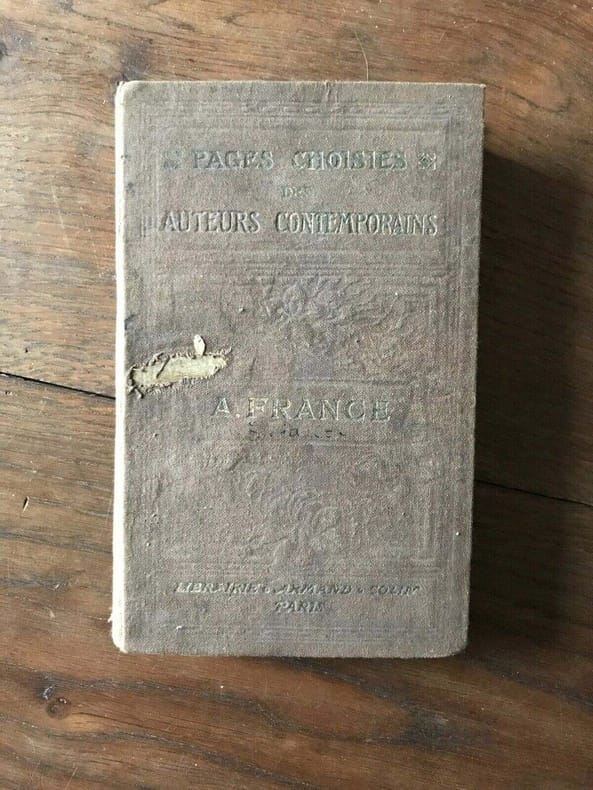 PAGES CHOISIES
DES
AUTEURS CONTEMPORAINS
A. FRANCE
LIBRAIRIE • ARMAND • COLIN
PARIS